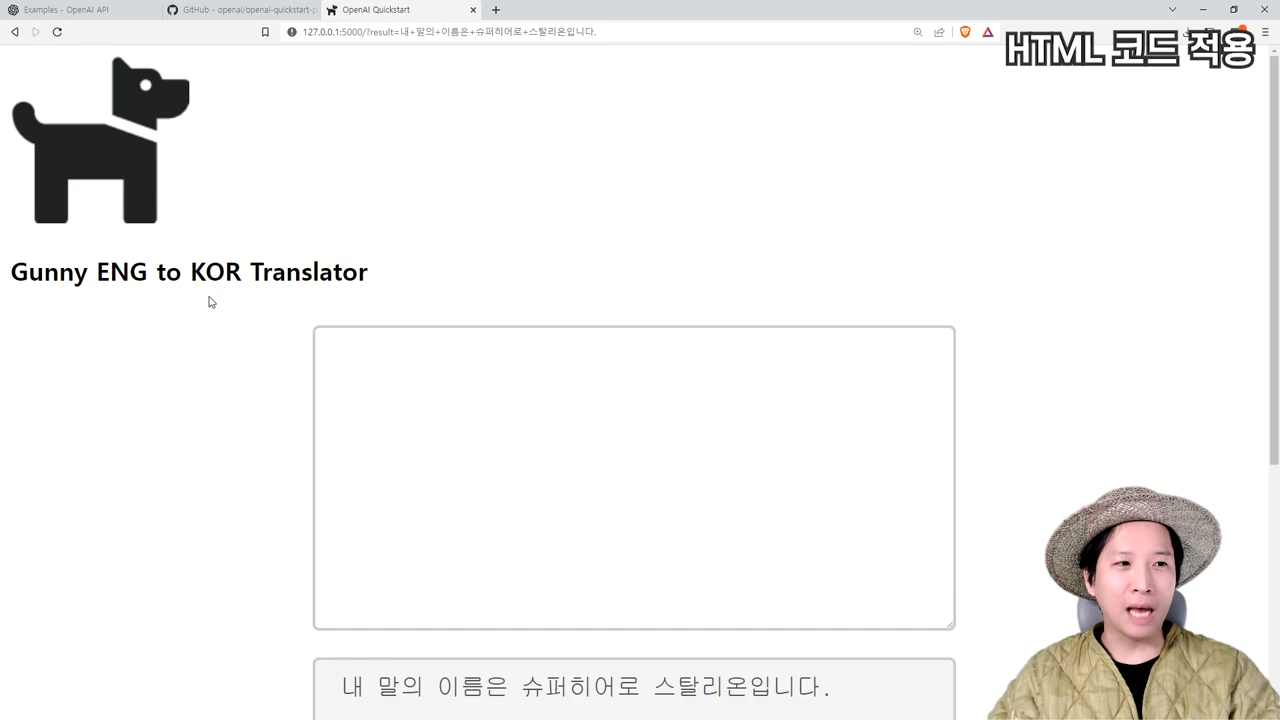 Examples - OpenAI API
GitHub - openai/openai-quickstart-p
OpenAI Quickstart
127.0.0.1:5000/?result=내+말의+이름은+슈퍼히어로+스탈리온입니다.
HTML 코드 적용
Gunny ENG to KOR Translator
내 말의 이름은 슈퍼히어로 스탈리온입니다.